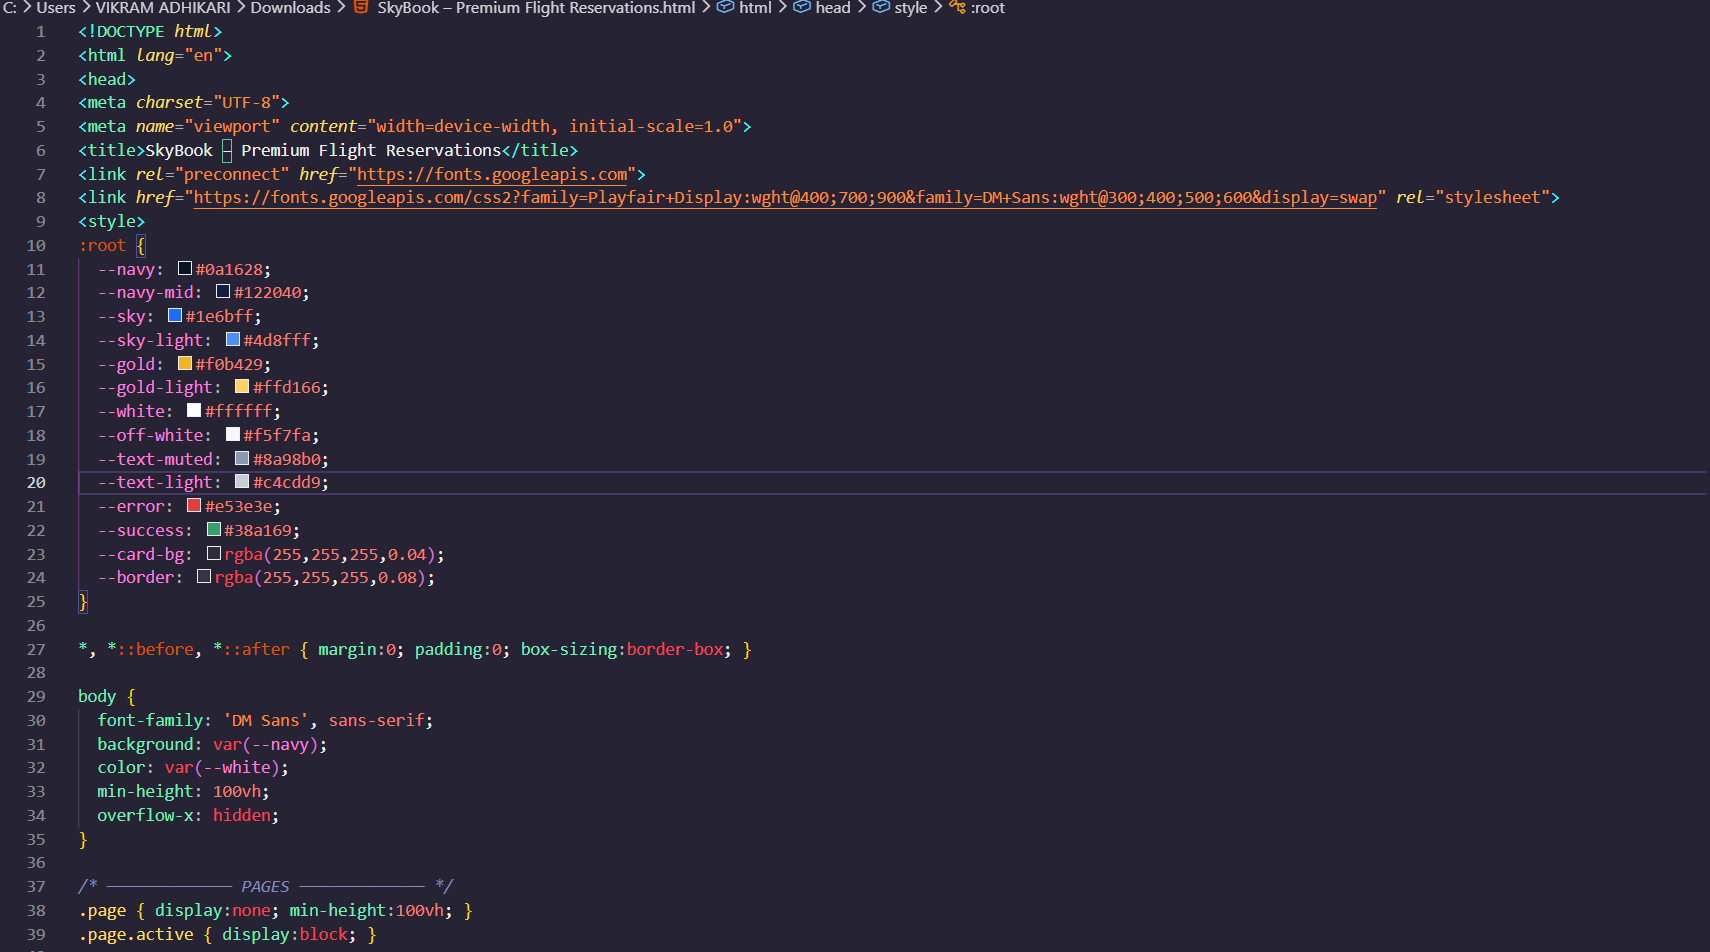 C: > Users > VIKRAM ADHIKARI > Downloads > SkyBook – Premium Flight Reservations.html > html > head > style > :root
1 <!DOCTYPE html>
2 <html lang="en">
3 <head>
4 <meta charset="UTF-8">
5 <meta name="viewport" content="width=device-width, initial-scale=1.0">
6 <title>SkyBook – Premium Flight Reservations</title>
7 <link rel="preconnect" href="https://fonts.googleapis.com">
8 <link href="https://fonts.googleapis.com/css2?family=Playfair+Display:wght@400;700;900&family=DM+Sans:wght@300;400;500;600&display=swap" rel="stylesheet">
9 <style>
10 :root {
11   --navy: #0a1628;
12   --navy-mid: #122040;
13   --sky: #1e6bff;
14   --sky-light: #4d8fff;
15   --gold: #f0b429;
16   --gold-light: #ffd166;
17   --white: #ffffff;
18   --off-white: #f5f7fa;
19   --text-muted: #8a98b0;
20   --text-light: #c4cdd9;
21   --error: #e53e3e;
22   --success: #38a169;
23   --card-bg: rgba(255,255,255,0.04);
24   --border: rgba(255,255,255,0.08);
25 }
26
27 *, *::before, *::after { margin:0; padding:0; box-sizing:border-box; }
28
29 body {
30   font-family: 'DM Sans', sans-serif;
31   background: var(--navy);
32   color: var(--white);
33   min-height: 100vh;
34   overflow-x: hidden;
35 }
36
37 /* ───────────── PAGES ───────────── */
38 .page { display:none; min-height:100vh; }
39 .page.active { display:block; }